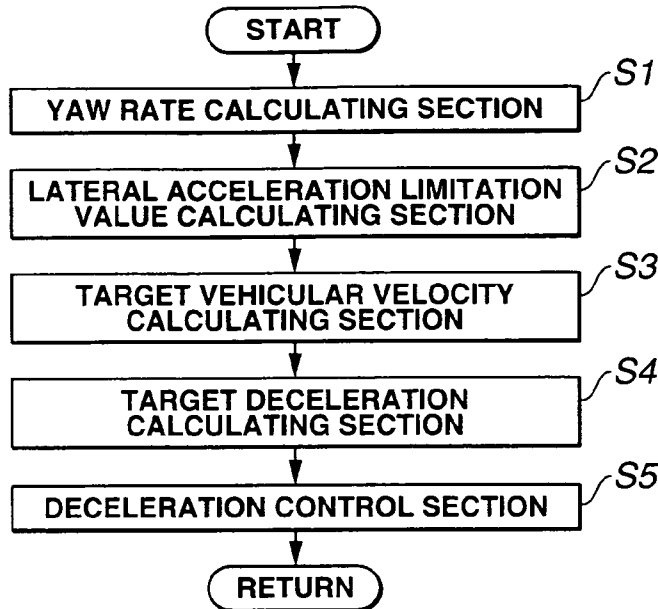 START
YAW RATE CALCULATING SECTION
S1
LATERAL ACCELERATION LIMITATION
VALUE CALCULATING SECTION
S2
TARGET VEHICULAR VELOCITY
CALCULATING SECTION
S3
TARGET DECELERATION
CALCULATING SECTION
S4
DECELERATION CONTROL SECTION
S5
RETURN